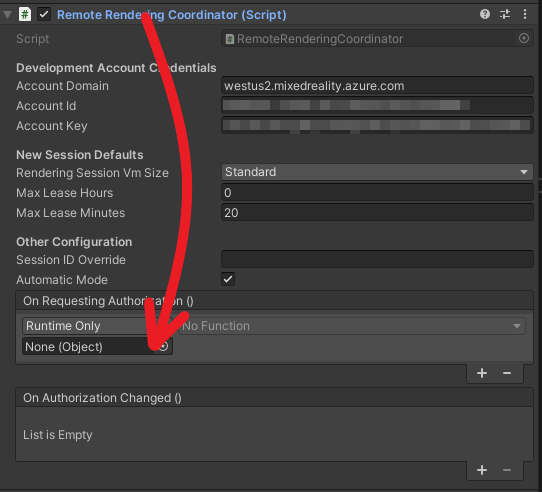 Remote Rendering Coordinator (Script)
Script RemoteRenderingCoordinator
Development Account Credentials
Account Domain westus2.mixedreality.azure.com
Account Id
Account Key
New Session Defaults
Rendering Session Vm Size Standard
Max Lease Hours 0
Max Lease Minutes 20
Other Configuration
Session ID Override
Automatic Mode
On Requesting Authorization ()
Runtime Only No Function
None (Object)
On Authorization Changed ()
List is Empty